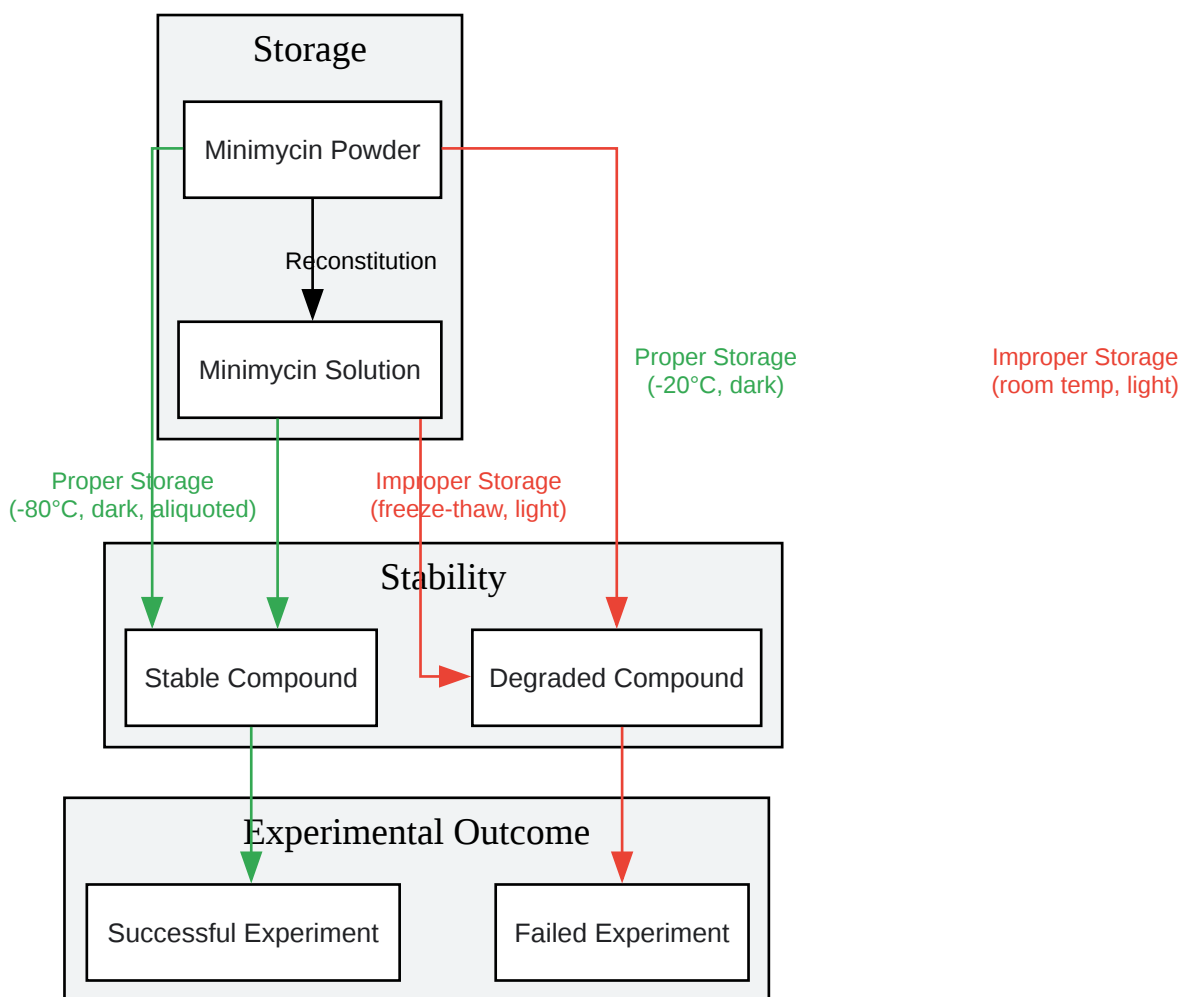 Storage
Minimycin Powder
Reconstitution
Minimycin Solution
Proper Storage
(-20°C, dark)
Improper Storage
(room temp, light)
Proper Storage
(-80°C, dark, aliquoted)
Improper Storage
(freeze-thaw, light)
Stability
Stable Compound
Degraded Compound
Experimental Outcome
Successful Experiment
Failed Experiment